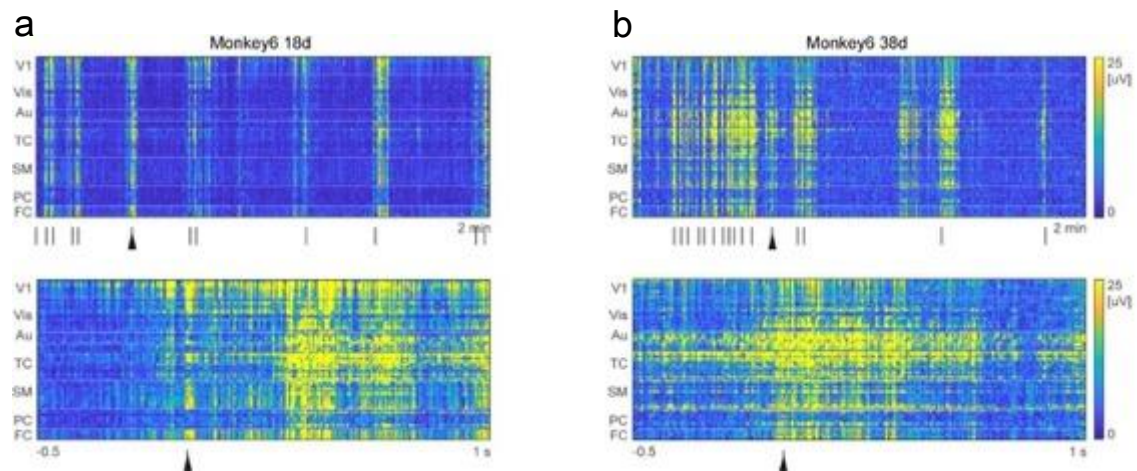 a
Monkey6 18d
V1
Vis
Au
TC
SM
PC
FC
2 min
V1
Vis
Au
TC
SM
PC
FC
-0.5
1 s
b
Monkey6 38d
V1
Vis
Au
TC
SM
PC
FC
25
[uV]
0
2 min
V1
Vis
Au
TC
SM
PC
FC
25
[uV]
0
-0.5
1 s